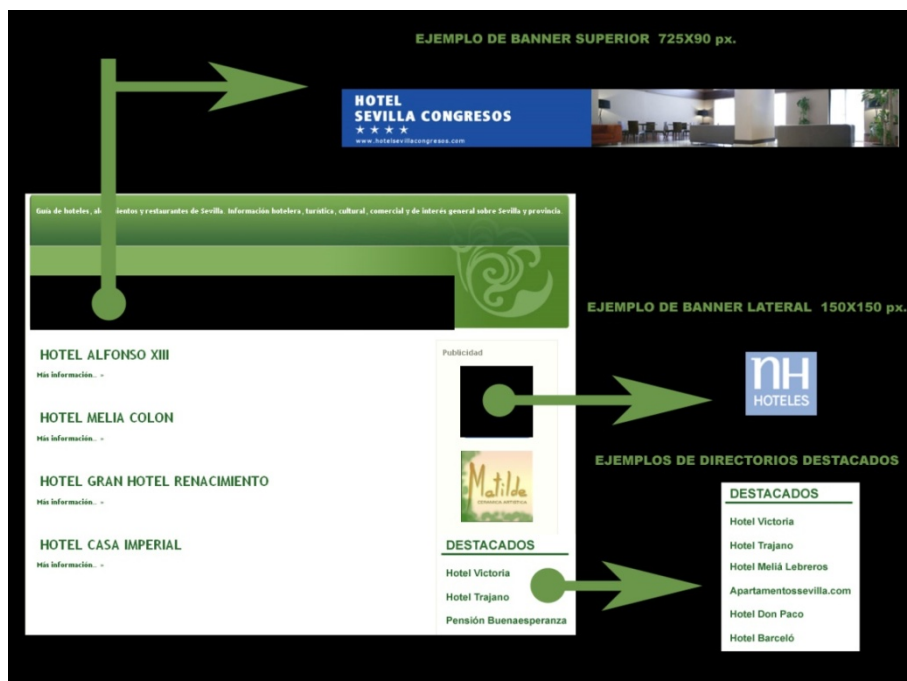 EJEMPLO DE BANNER SUPERIOR 725X90 px.
HOTEL
SEVILLA CONGRESOS
★ ★ ★ ★
www.hotelsevillacongresos.com
Guía de hoteles, al ientos y restaurantes de Sevilla. Información hotelera, turística, cultural, comercial y de interés general sobre Sevilla y provincia.
EJEMPLO DE BANNER LATERAL 150X150 px.
nH
HOTELES
HOTEL ALFONSO XIII
Más información.. »
HOTEL MELIA COLON
Más información.. »
HOTEL GRAN HOTEL RENACIMIENTO
Más información.. »
HOTEL CASA IMPERIAL
Más información.. »
Publicidad
Matilde
CERAMICA ARTISTICA
DESTACADOS
Hotel Victoria
Hotel Trajano
Pensión Buenaesperanza
EJEMPLOS DE DIRECTORIOS DESTACADOS
DESTACADOS
Hotel Victoria
Hotel Trajano
Hotel Meliá Lebreros
Apartamentossevilla.com
Hotel Don Paco
Hotel Barceló